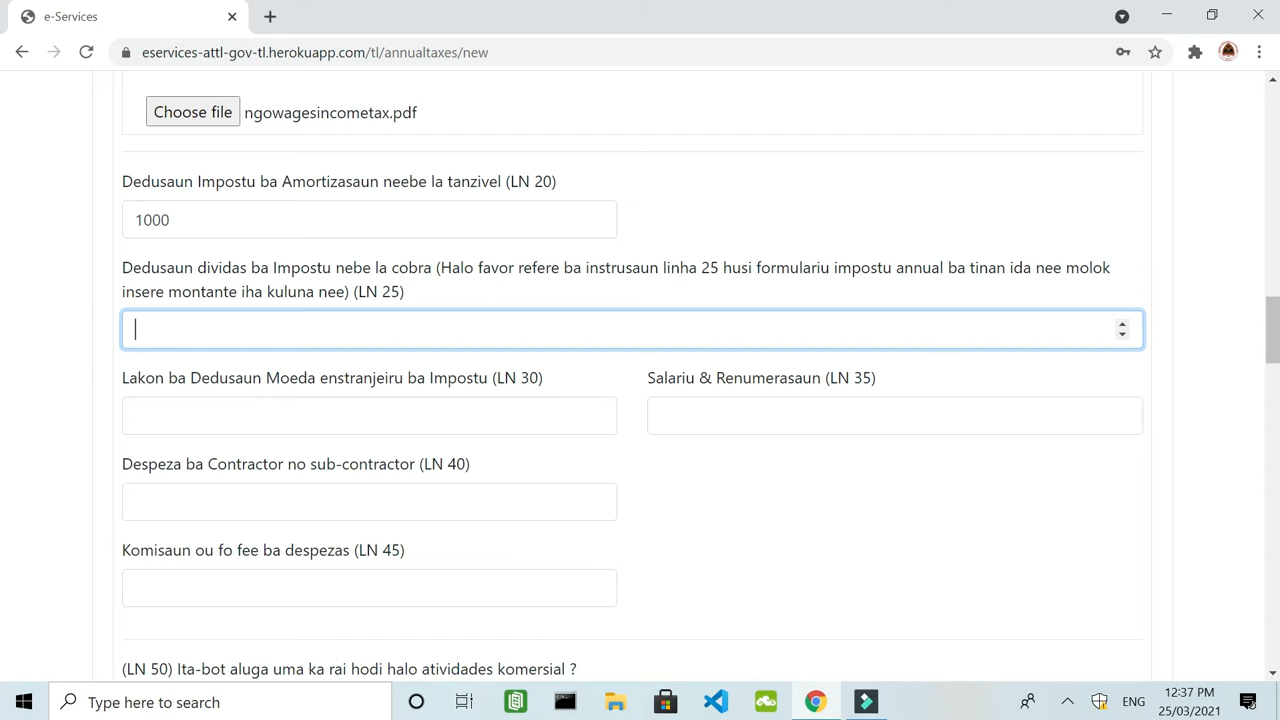 e-Services
eservices-attl-gov-tl.herokuapp.com/tl/annualtaxes/new
Choose file ngowagesincometax.pdf
Dedusaun Impostu ba Amortizasaun neebe la tanzivel (LN 20)
1000
Dedusaun dividas ba Impostu nebe la cobra (Halo favor refere ba instrusaun linha 25 husi formulariu impostu annual ba tinan ida nee molok
insere montante iha kuluna nee) (LN 25)
Lakon ba Dedusaun Moeda enstranjeiru ba Impostu (LN 30) Salariu & Renumerasaun (LN 35)
Despeza ba Contractor no sub-contractor (LN 40)
Komisaun ou fo fee ba despezas (LN 45)
(LN 50) Ita-bot aluga uma ka rai hodi halo atividades komersial ?
Type here to search
ENG
12:37 PM
25/03/2021